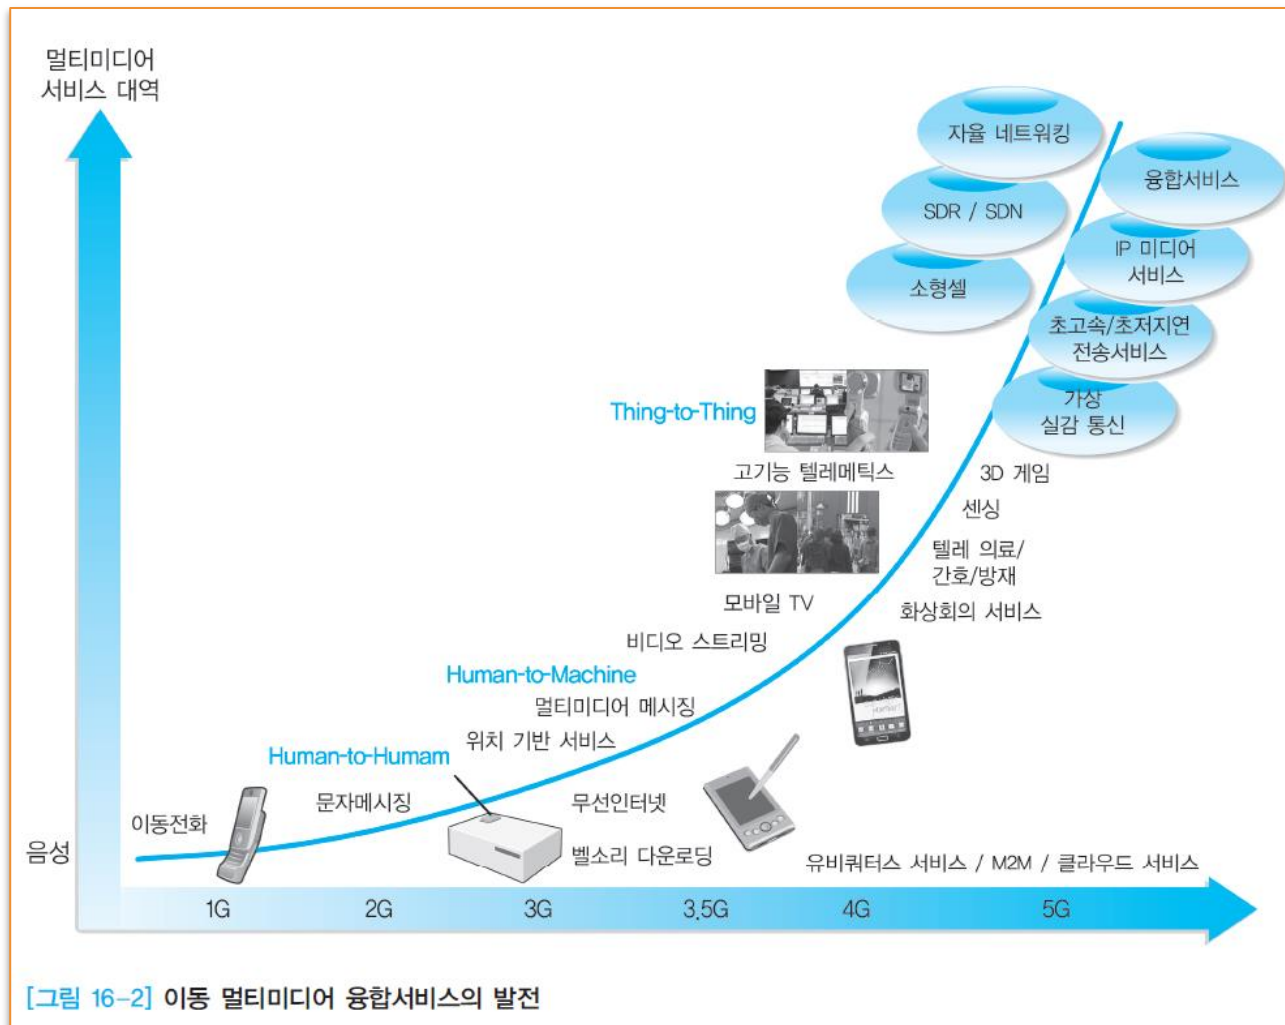 멀티미디어
서비스 대역
자율 네트워킹
융합서비스
SDR / SDN
IP 미디어
서비스
소형셀
초고속/초저지연
전송서비스
가상
실감 통신
Thing-to-Thing
고기능 텔레메틱스
3D 게임
센싱
텔레 의료/
간호/방재
모바일 TV
화상회의 서비스
비디오 스트리밍
Human-to-Machine
멀티미디어 메시징
위치 기반 서비스
Human-to-Humam
문자메시징
무선인터넷
이동전화
음성
벨소리 다운로딩
유비쿼터스 서비스 / M2M / 클라우드 서비스
1G 2G 3G 3.5G 4G 5G
[그림 16-2] 이동 멀티미디어 융합서비스의 발전